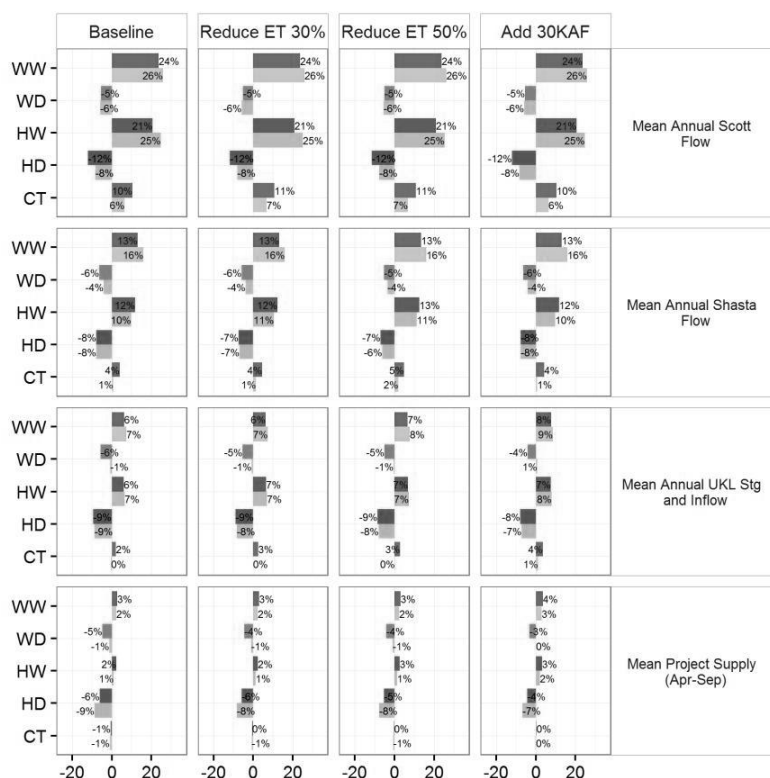 Baseline Reduce ET 30% Reduce ET 50% Add 30KAF
WW 24% 24% 24% 24%
26% 26% 26% 26%
WD -5% -5% -5% -5%
-6% -6% -6% -6%
HW 21% 21% 21% 21%
25% 25% 25% 25%
HD -12% -12% -12% -12%
-8% -8% -8% -8%
CT 10% 11% 11% 10%
6% 7% 7% 6%
Mean Annual Scott
Flow
WW 13% 13% 13% 13%
16% 16% 16% 16%
WD -6% -6% -5% -6%
-4% -4% -4% -4%
HW 12% 12% 13% 12%
10% 11% 11% 10%
HD -8% -7% -7% -8%
-8% -7% -6% -8%
CT 4% 4% 5% 4%
1% 1% 2% 1%
Mean Annual Shasta
Flow
WW 6% 6% 7% 8%
7% 7% 8% 9%
WD -6% -5% -5% -4%
-1% -1% -1% 1%
HW 6% 7% 7% 7%
7% 7% 7% 8%
HD -9% -9% -9% -8%
-9% -8% -8% -7%
CT 2% 3% 3% 4%
0% 0% 0% 1%
Mean Annual UKL Stg
and Inflow
WW 3% 3% 3% 4%
2% 2% 2% 3%
WD -5% -4% -4% -3%
-1% -1% -1% 0%
HW 2% 2% 3% 3%
1% 1% 1% 2%
HD -6% -6% -5% -4%
-9% -8% -8% -7%
CT -1% 0% 0% 0%
-1% -1% -1% 0%
Mean Project Supply
(Apr-Sep)
-20 0 20 -20 0 20 -20 0 20 -20 0 20